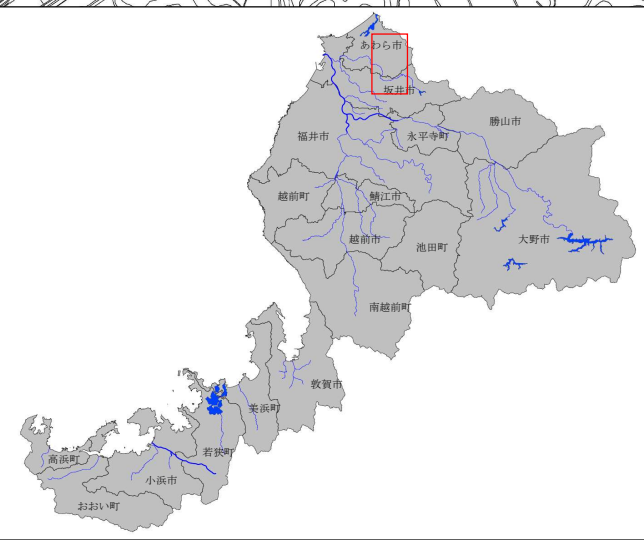 あわら市
坂井市
勝山市
福井市
永平寺町
越前町
鯖江市
越前市
池田町
大野市
南越前町
敦賀市
美浜町
若狭町
高浜町
小浜市
おおい町